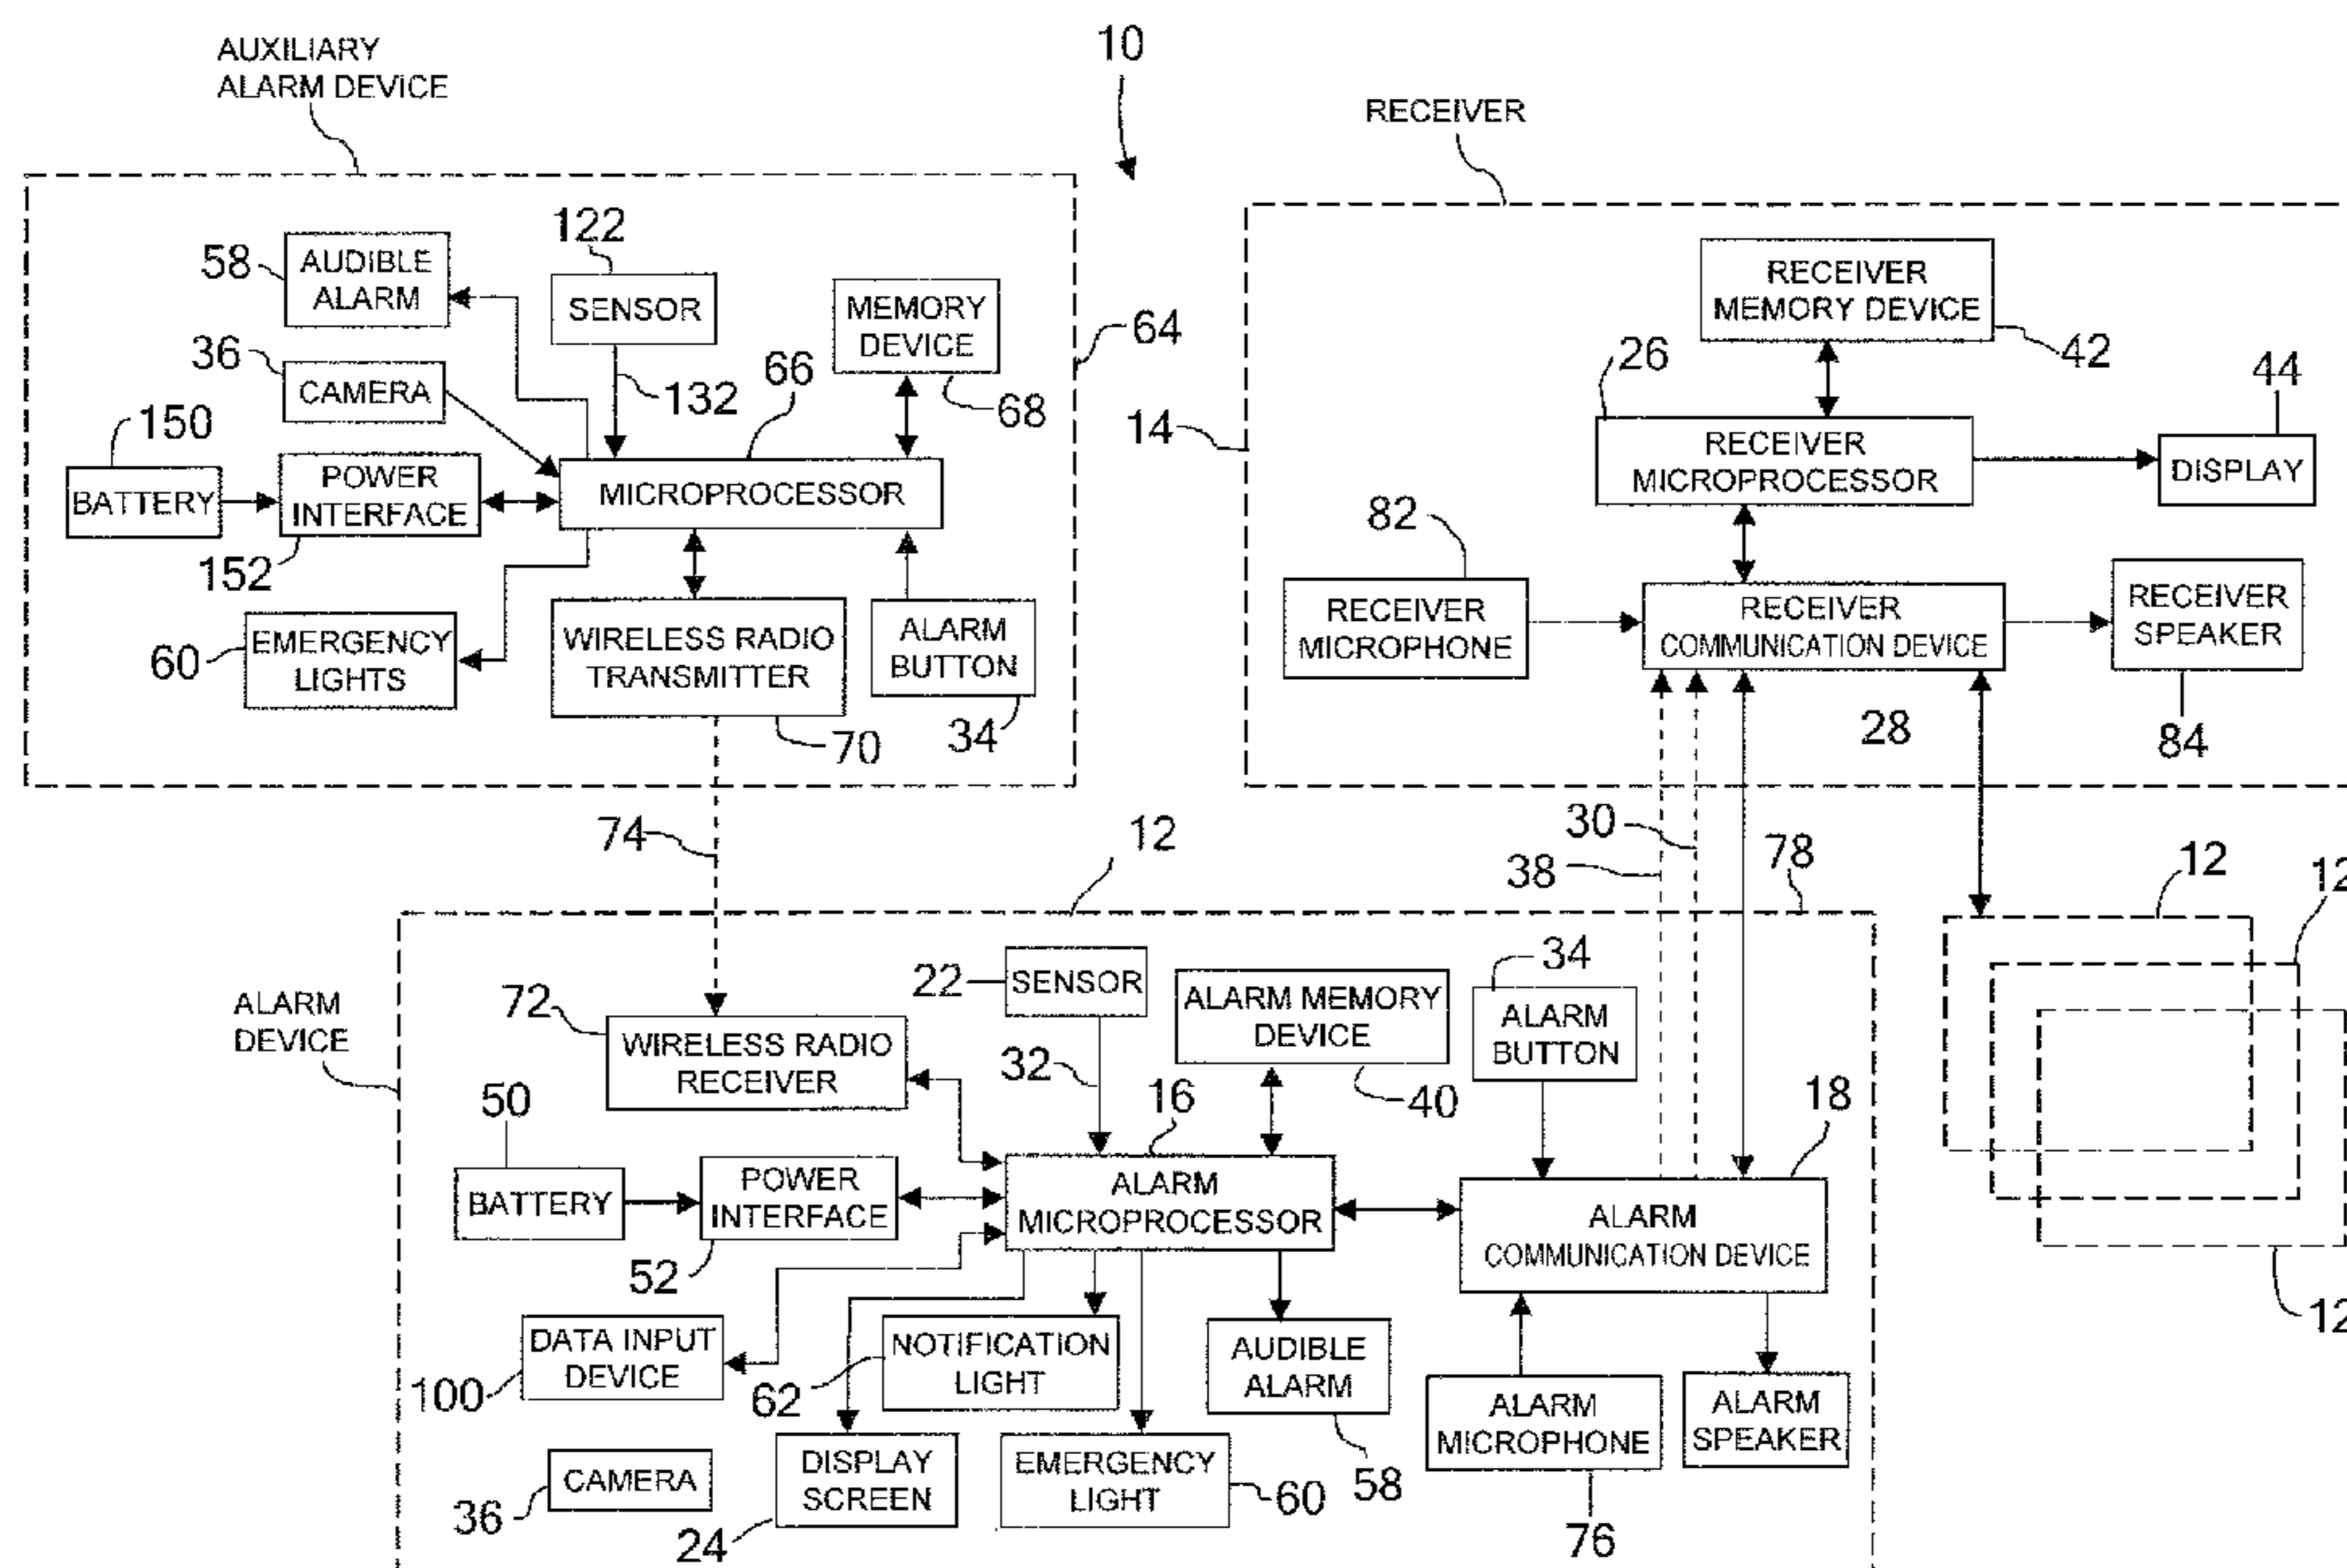 10
AUXILIARY
ALARM DEVICE
RECEIVER
58
AUDIBLE
ALARM
122
SENSOR
132
MEMORY
DEVICE
68
64
36
CAMERA
66
150
BATTERY
POWER
INTERFACE
152
MICROPROCESSOR
60
EMERGENCY
LIGHTS
WIRELESS RADIO
TRANSMITTER
70
ALARM
BUTTON
34
74
14
RECEIVER
MEMORY DEVICE
42
26
RECEIVER
MICROPROCESSOR
44
DISPLAY
82
RECEIVER
MICROPHONE
RECEIVER
COMMUNICATION DEVICE
28
RECEIVER
SPEAKER
84
30
38
78
12
12
12
12
ALARM
DEVICE
72
WIRELESS RADIO
RECEIVER
22
SENSOR
32
ALARM MEMORY
DEVICE
40
34
ALARM
BUTTON
50
BATTERY
POWER
INTERFACE
52
16
ALARM
MICROPROCESSOR
18
ALARM
COMMUNICATION DEVICE
DATA INPUT
DEVICE
100
NOTIFICATION
LIGHT
62
AUDIBLE
ALARM
58
ALARM
MICROPHONE
76
ALARM
SPEAKER
CAMERA
36
DISPLAY
SCREEN
24
EMERGENCY
LIGHT
60